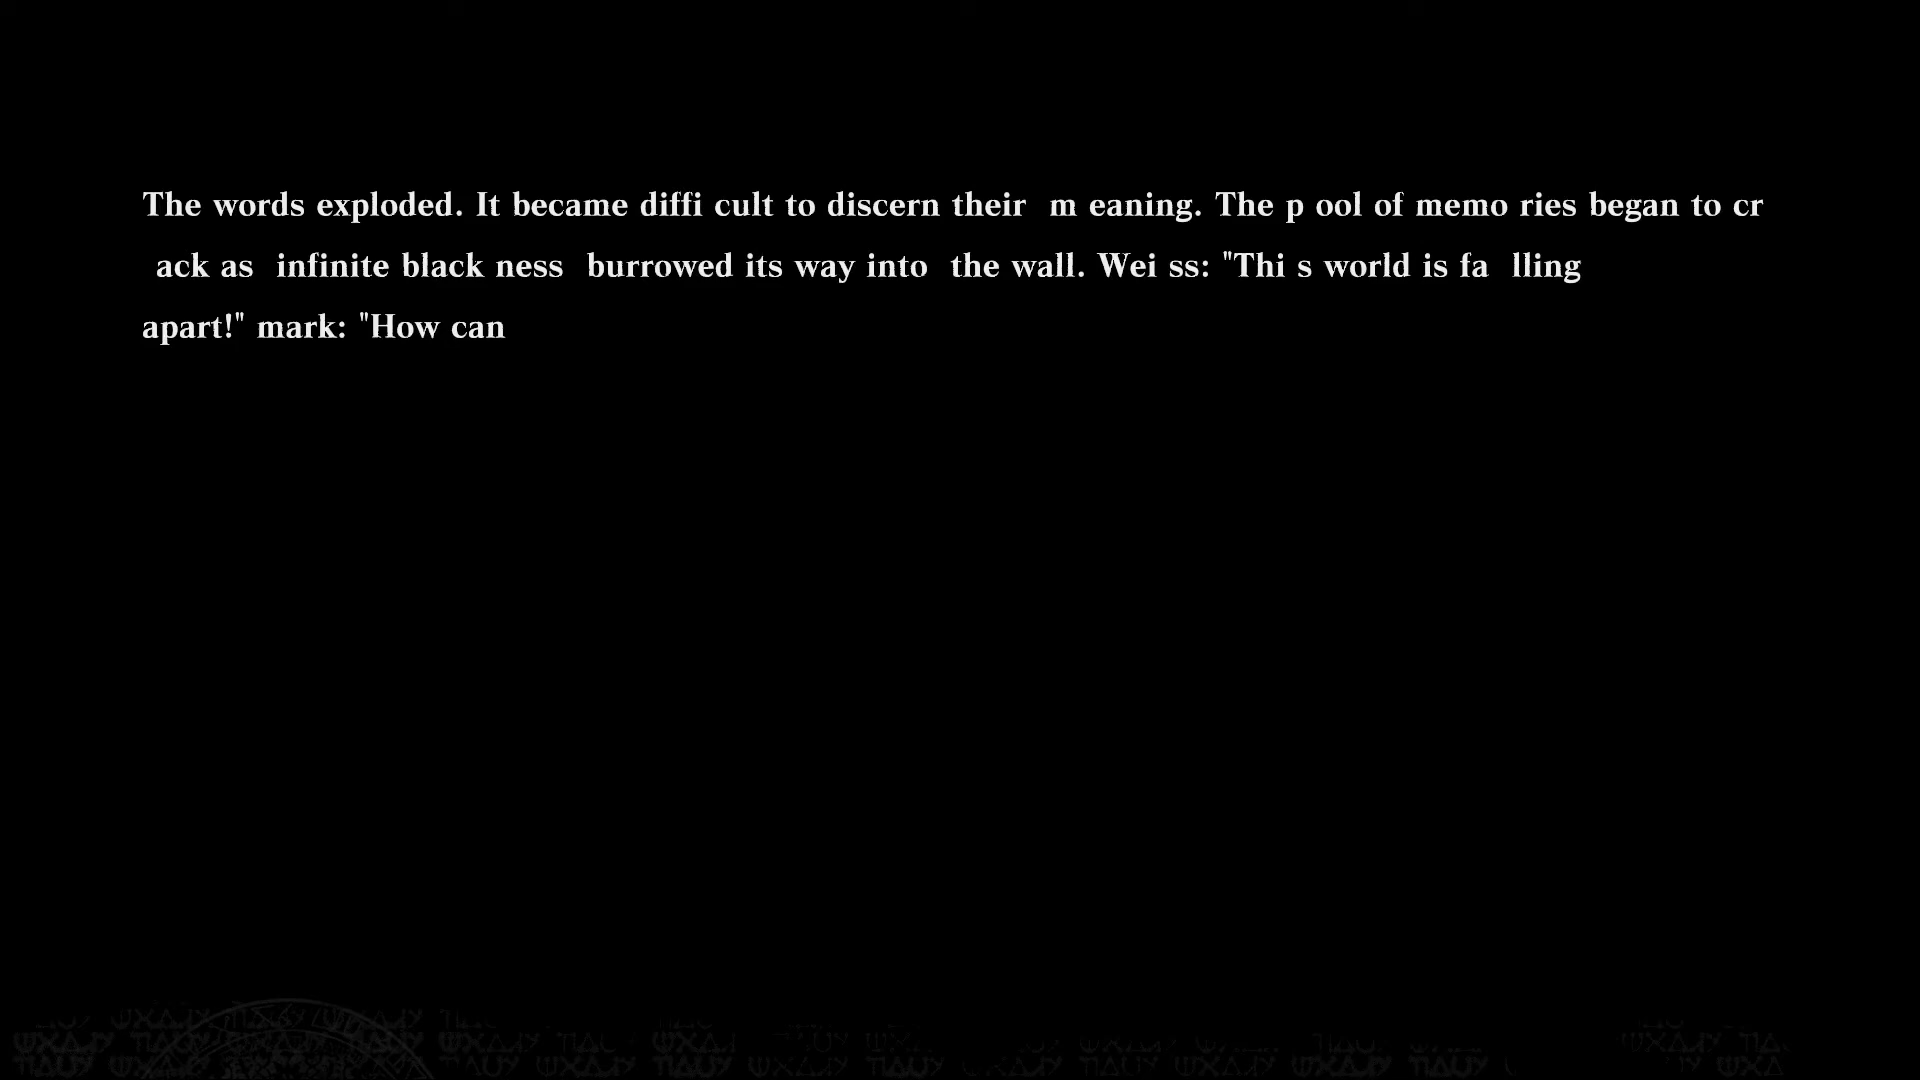 The words exploded. It became diffi cult to discern their  m eaning. The p ool of memo ries began to cr
 ack as  infinite black ness  burrowed its way into  the wall. Wei ss: "Thi s world is fa  lling
apart!" mark: "How can